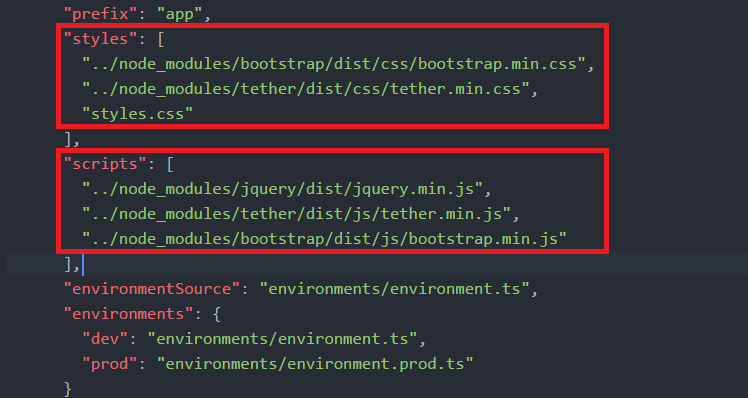 "prefix": "app",
"styles": [
"../node_modules/bootstrap/dist/css/bootstrap.min.css",
"../node_modules/tether/dist/css/tether.min.css",
"styles.css"
],
"scripts": [
"../node_modules/jquery/dist/jquery.min.js",
"../node_modules/tether/dist/js/tether.min.js",
"../node_modules/bootstrap/dist/js/bootstrap.min.js"
],
"environmentSource": "environments/environment.ts",
"environments": {
"dev": "environments/environment.ts",
"prod": "environments/environment.prod.ts"
}